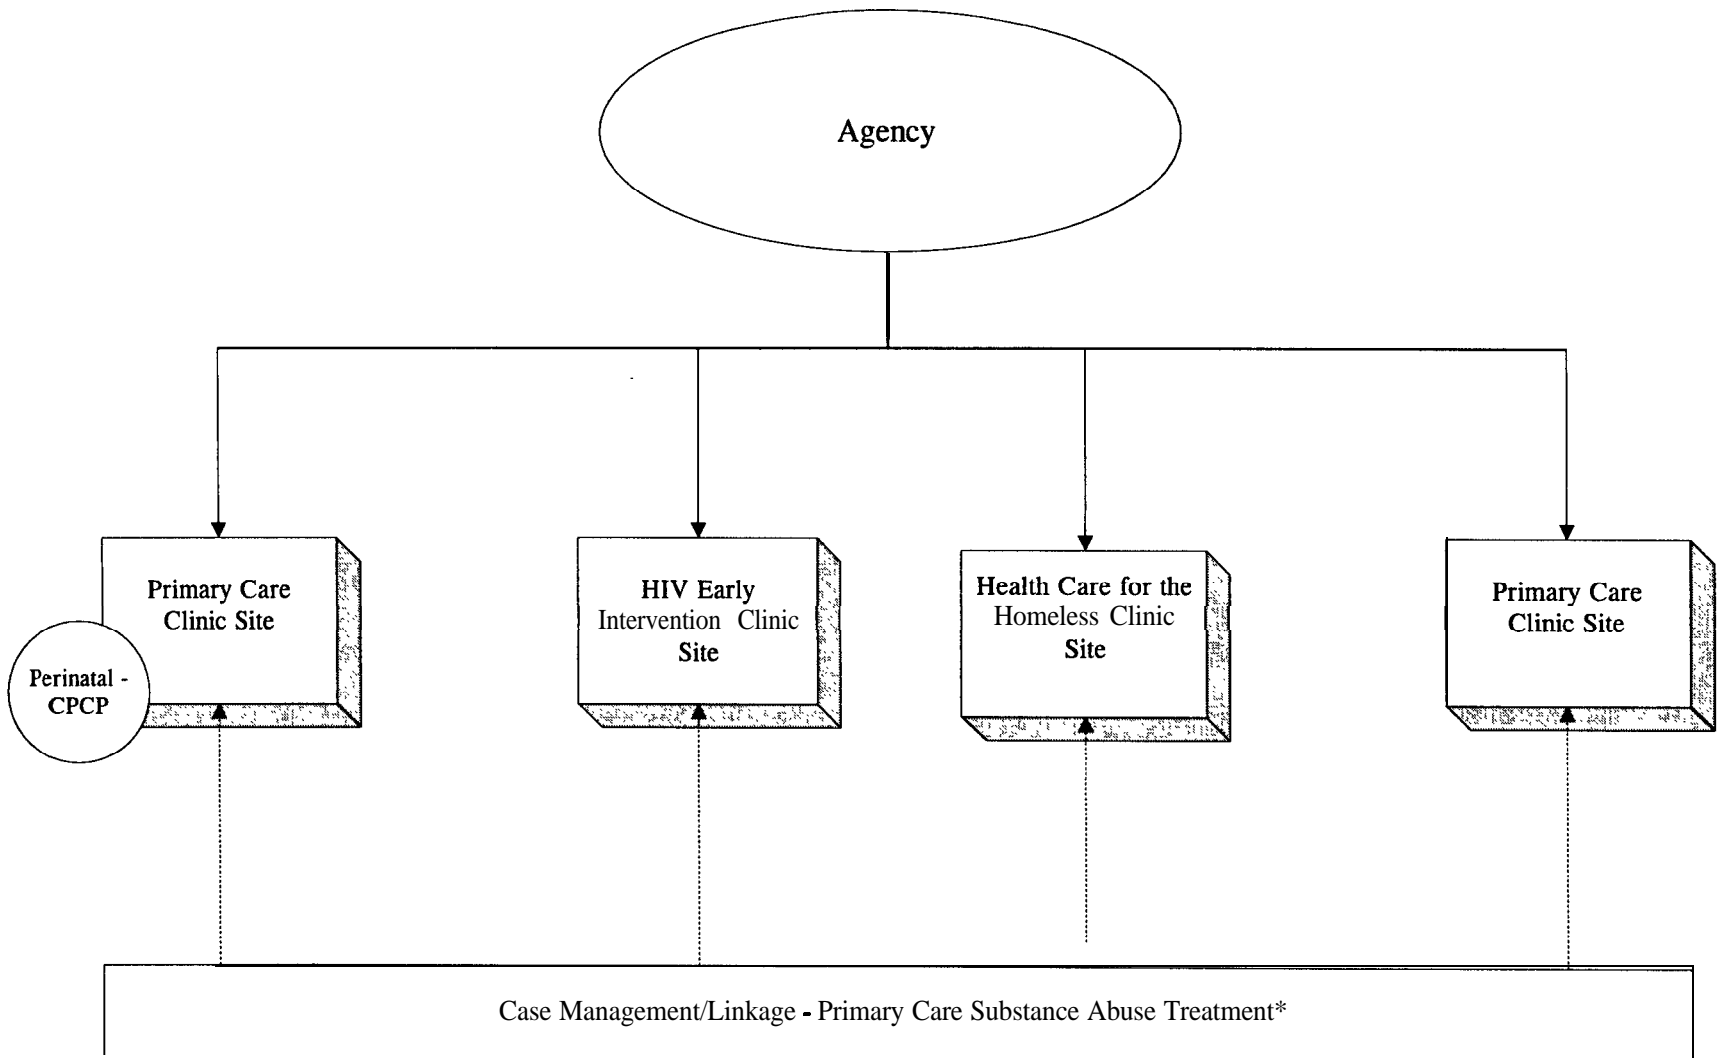 Agency
Primary Care
Clinic Site
Perinatal -
CPCP
HIV Early
Intervention Clinic
Site
Health Care for the
Homeless Clinic
Site
Primary Care
Clinic Site
Case Management/Linkage - Primary Care Substance Abuse Treatment*